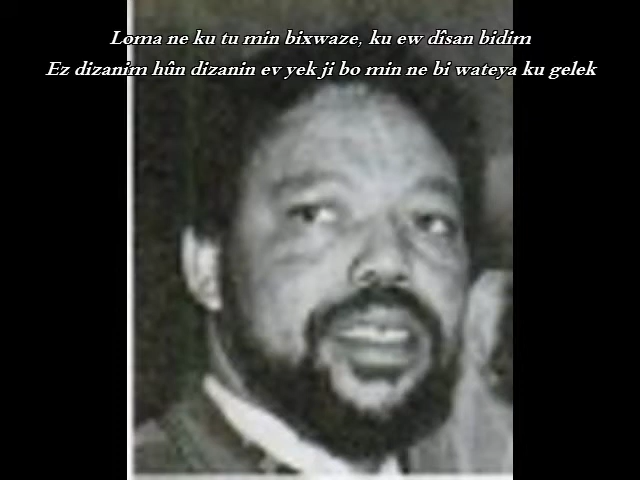 Loma ne ku tu min bixwaze, ku ew dîsan bidim
Ez dizanim hûn dizanin ev yek ji bo min ne bi wateya ku gelek